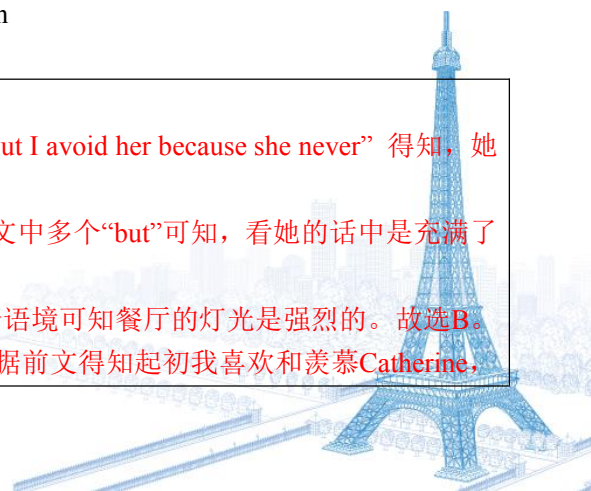 n
ut I avoid her because she never” 得知，她
文中多个“but”可知，看她的话中是充满了
语境可知餐厅的灯光是强烈的。故选B。
据前文得知起初我喜欢和羡慕Catherine，